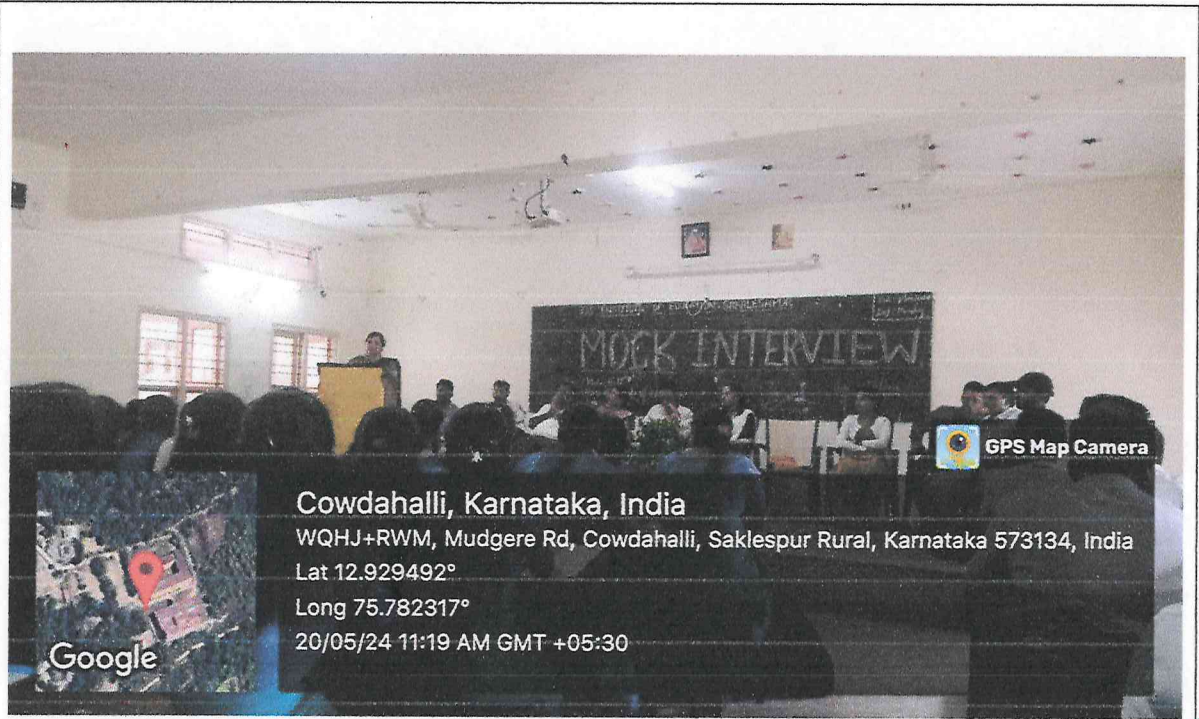 MOCK INTERVIEW
GPS Map Camera
Cowdahalli, Karnataka, India
WQHJ+RWM, Mudgere Rd, Cowdahalli, Saklespur Rural, Karnataka 573134, India
Lat 12.929492°
Long 75.782317°
20/05/24 11:19 AM GMT +05:30
Google